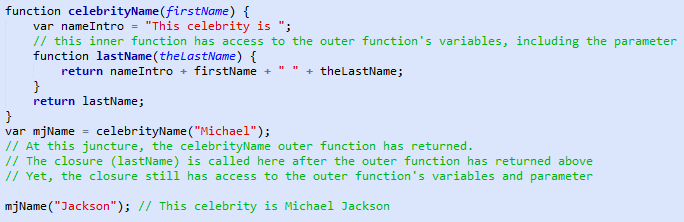 function celebrityName(firstName) {
    var nameIntro = "This celebrity is ";
    // this inner function has access to the outer function's variables, including the parameter
    function lastName(theLastName) {
        return nameIntro + firstName + " " + theLastName;
    }
    return lastName;
}
var mjName = celebrityName("Michael");
// At this juncture, the celebrityName outer function has returned.
// The closure (lastName) is called here after the outer function has returned above
// Yet, the closure still has access to the outer function's variables and parameter
mjName("Jackson"); // This celebrity is Michael Jackson